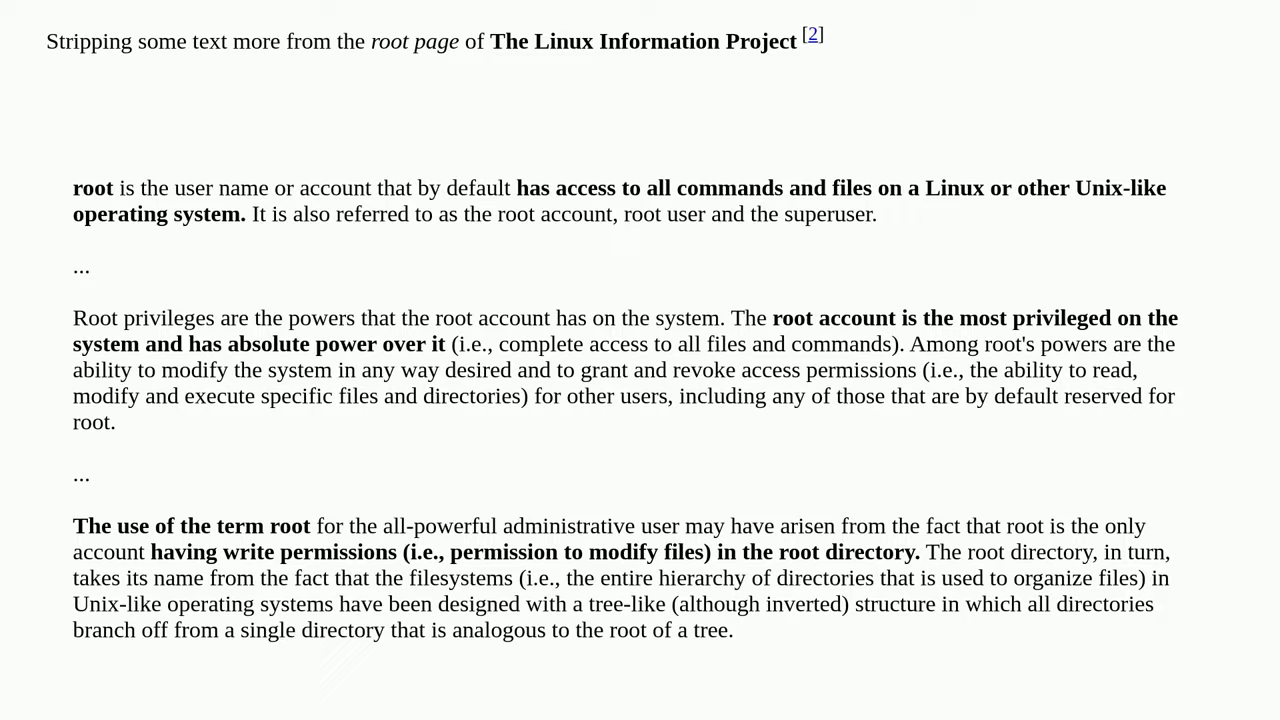 Stripping some text more from the root page of The Linux Information Project [2]
root is the user name or account that by default has access to all commands and files on a Linux or other Unix-like
operating system. It is also referred to as the root account, root user and the superuser.
...
Root privileges are the powers that the root account has on the system. The root account is the most privileged on the
system and has absolute power over it (i.e., complete access to all files and commands). Among root's powers are the
ability to modify the system in any way desired and to grant and revoke access permissions (i.e., the ability to read,
modify and execute specific files and directories) for other users, including any of those that are by default reserved for
root.
...
The use of the term root for the all-powerful administrative user may have arisen from the fact that root is the only
account having write permissions (i.e., permission to modify files) in the root directory. The root directory, in turn,
takes its name from the fact that the filesystems (i.e., the entire hierarchy of directories that is used to organize files) in
Unix-like operating systems have been designed with a tree-like (although inverted) structure in which all directories
branch off from a single directory that is analogous to the root of a tree.